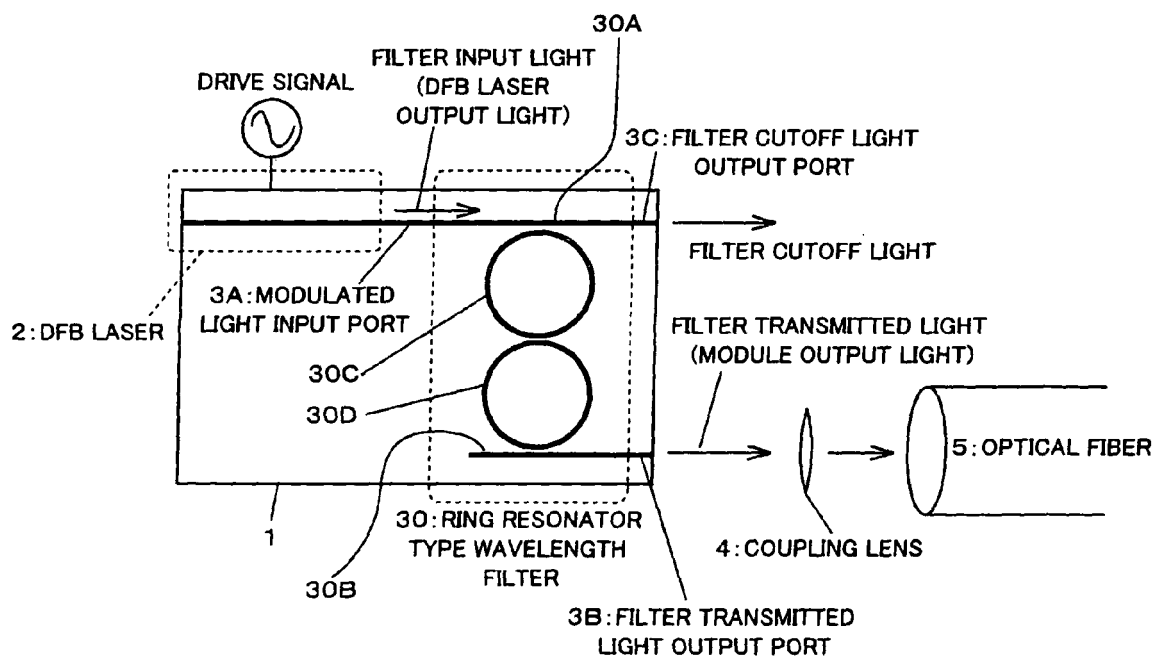 30A
FILTER INPUT LIGHT
(DFB LASER
OUTPUT LIGHT)
DRIVE SIGNAL
3C:FILTER CUTOFF LIGHT
OUTPUT PORT
FILTER CUTOFF LIGHT
3A:MODULATED
LIGHT INPUT PORT
2:DFB LASER
FILTER TRANSMITTED LIGHT
(MODULE OUTPUT LIGHT)
30C
30D
5:OPTICAL FIBER
1
30:RING RESONATOR
TYPE WAVELENGTH
FILTER
4:COUPLING LENS
30B
3B:FILTER TRANSMITTED
LIGHT OUTPUT PORT